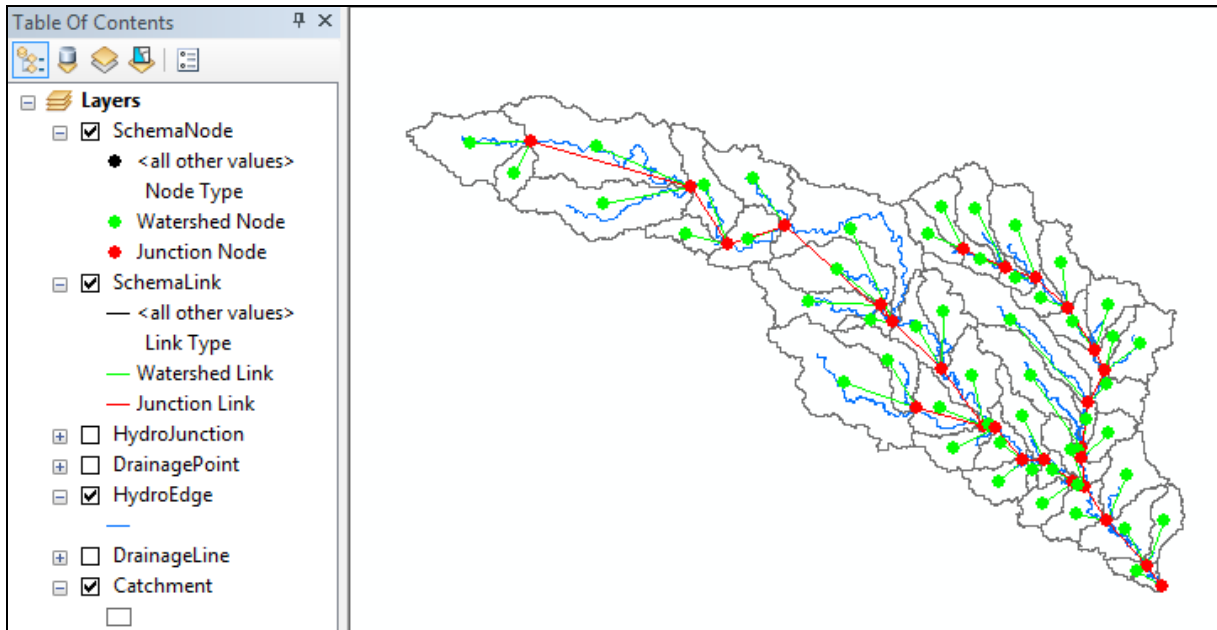 Table Of Contents
Layers
SchemaNode
<all other values>
Node Type
Watershed Node
Junction Node
SchemaLink
<all other values>
Link Type
Watershed Link
Junction Link
HydroJunction
DrainagePoint
HydroEdge
DrainageLine
Catchment